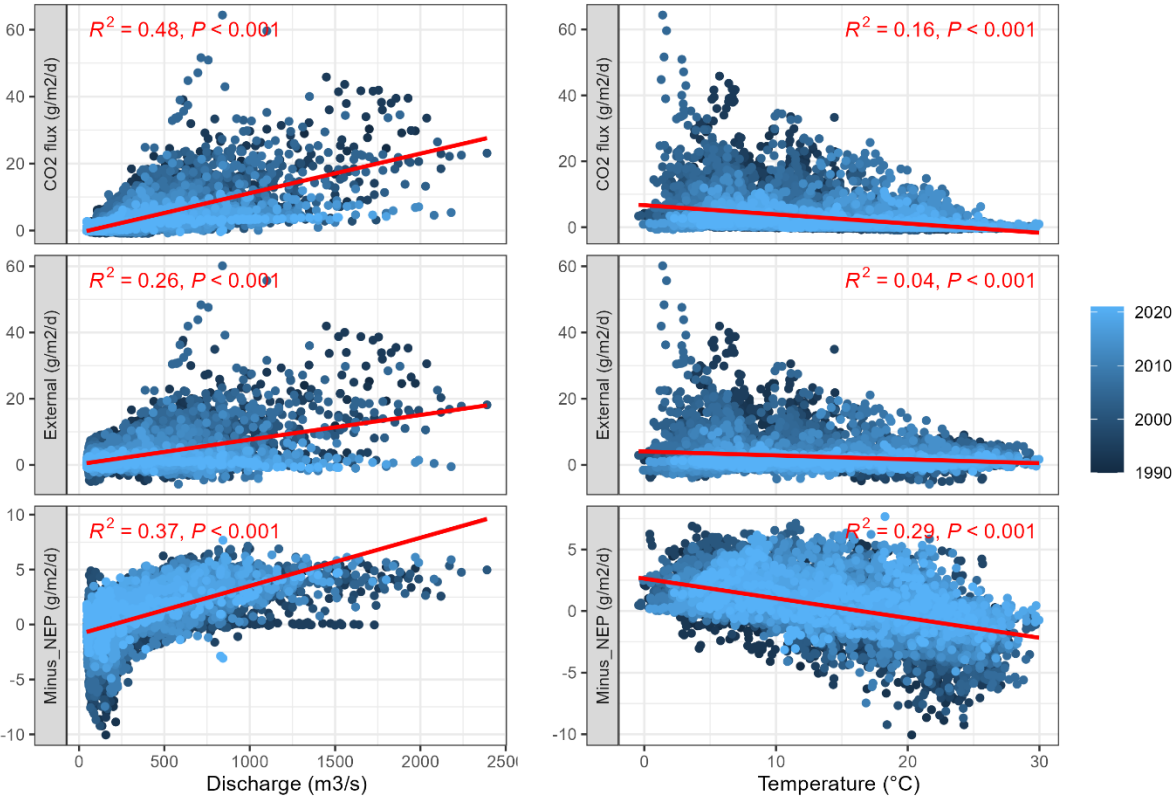 R² = 0.48, P < 0.001
CO2 flux (g/m2/d)
60
40
20
0
R² = 0.16, P < 0.001
CO2 flux (g/m2/d)
60
40
20
0
R² = 0.26, P < 0.001
External (g/m2/d)
60
40
20
0
R² = 0.04, P < 0.001
External (g/m2/d)
60
40
20
0
2020
2010
2000
1990
R² = 0.37, P < 0.001
Minus_NEP (g/m2/d)
10
5
0
-5
-10
R² = 0.29, P < 0.001
Minus_NEP (g/m2/d)
5
0
-5
-10
0 500 1000 1500 2000 2500
Discharge (m3/s)
0 10 20 30
Temperature (°C)